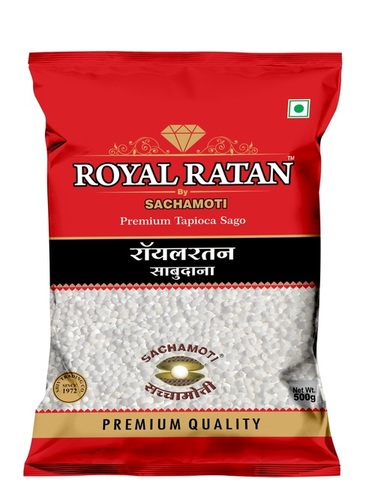 ROYAL RATAN™
By
SACHAMOTI
Premium Tapioca Sago
रॉयलरतन
साबुदाना
SACHAMOTI®
सच्चामोती
SINCE
1972
Net Wt.
500g
PREMIUM QUALITY